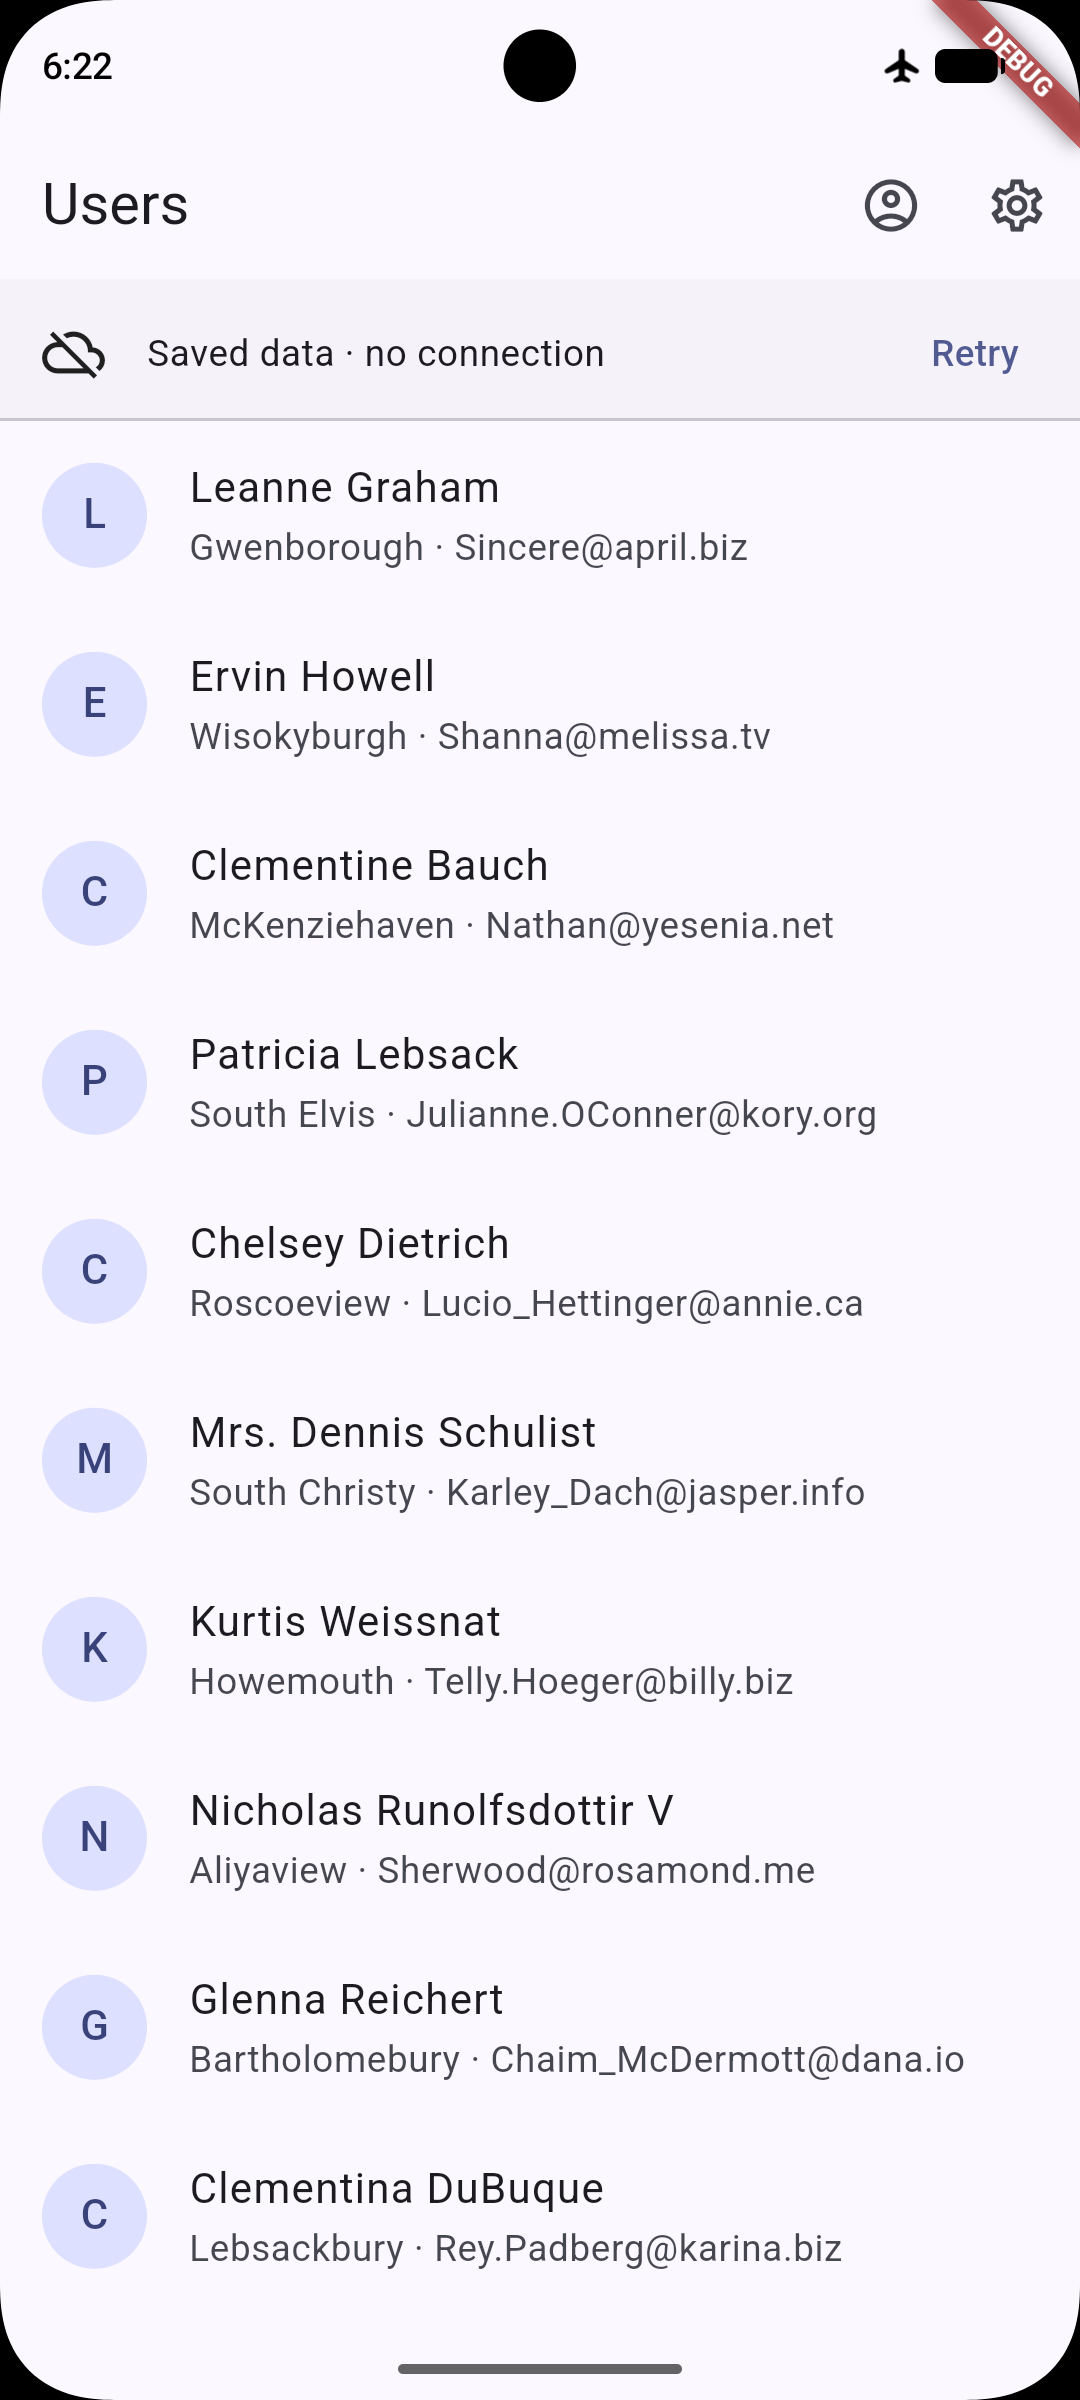 6:22
DEBUG
Users
Saved data · no connection
Retry
L
Leanne Graham
Gwenborough · Sincere@april.biz
E
Ervin Howell
Wisokyburgh · Shanna@melissa.tv
C
Clementine Bauch
McKenziehaven · Nathan@yesenia.net
P
Patricia Lebsack
South Elvis · Julianne.OConner@kory.org
C
Chelsey Dietrich
Roscoeview · Lucio_Hettinger@annie.ca
M
Mrs. Dennis Schulist
South Christy · Karley_Dach@jasper.info
K
Kurtis Weissnat
Howemouth · Telly.Hoeger@billy.biz
N
Nicholas Runolfsdottir V
Aliyaview · Sherwood@rosamond.me
G
Glenna Reichert
Bartholomebury · Chaim_McDermott@dana.io
C
Clementina DuBuque
Lebsackbury · Rey.Padberg@karina.biz